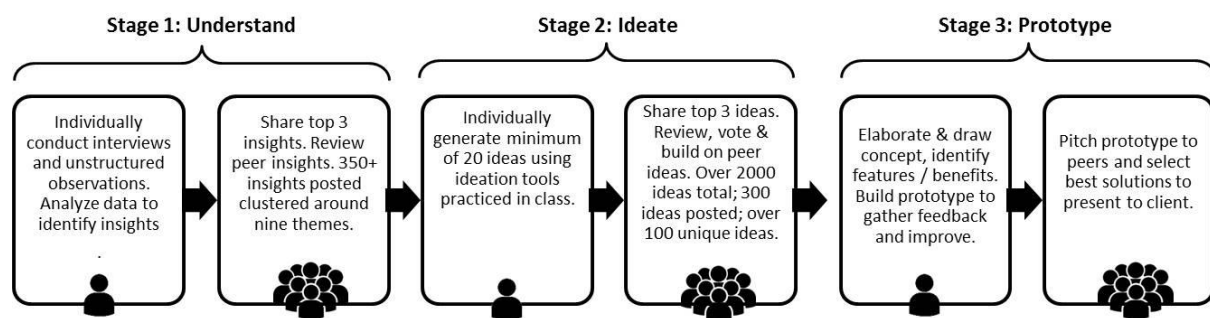 Stage 1: Understand
Stage 2: Ideate
Stage 3: Prototype
Individually
conduct interviews
and unstructured
observations.
Analyze data to
identify insights
.
Share top 3
insights. Review
peer insights. 350+
insights posted
clustered around
nine themes.
Individually
generate minimum
of 20 ideas using
ideation tools
practiced in class.
Share top 3 ideas.
Review, vote &
build on peer
ideas. Over 2000
ideas total; 300
ideas posted; over
100 unique ideas.
Elaborate & draw
concept, identify
features / benefits.
Build prototype to
gather feedback
and improve.
Pitch prototype to
peers and select
best solutions to
present to client.